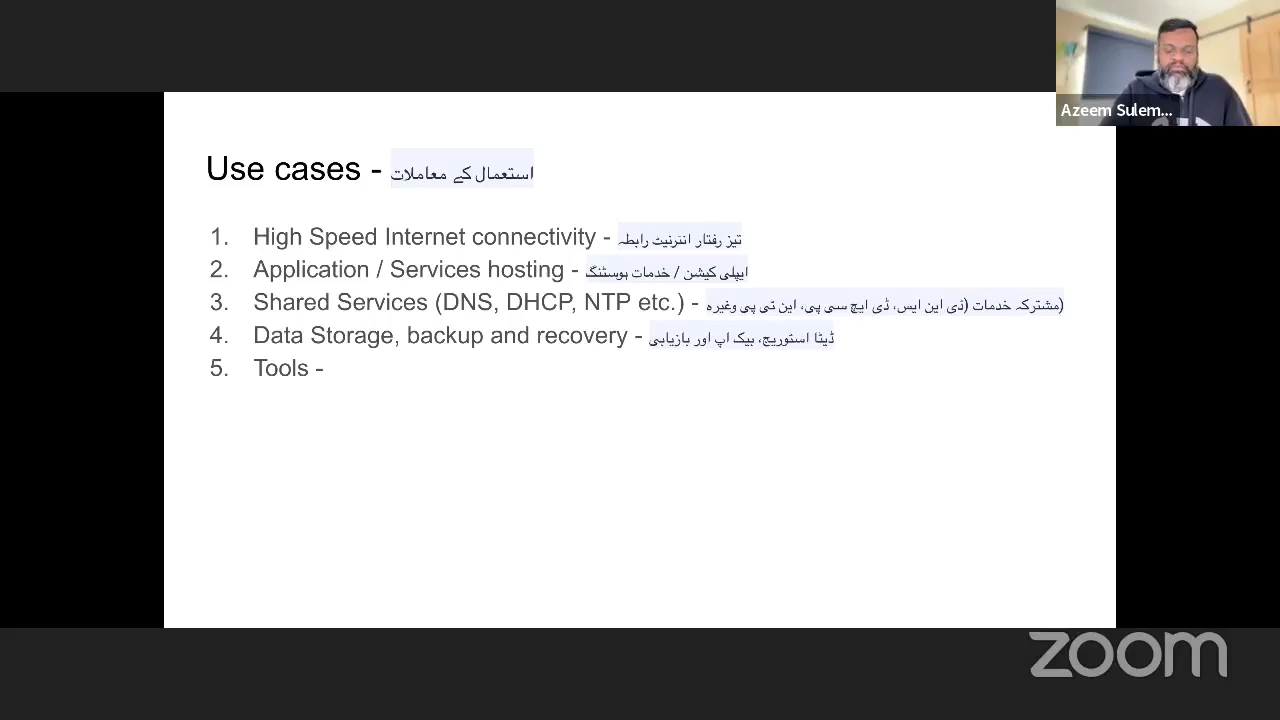 Azeem Sulem...
Use cases - استعمال کے معاملات
1. High Speed Internet connectivity - تیز رفتار انٹرنیٹ رابطہ
2. Application / Services hosting - ایپلی کیشن / خدمات ہوسٹنگ
3. Shared Services (DNS, DHCP, NTP etc.) - مشترکہ خدمات (ڈی این ایس، ڈی ایچ سی پی، این ٹی پی وغیرہ)
4. Data Storage, backup and recovery - ڈیٹا اسٹوریج، بیک اپ اور بازیابی
5. Tools -
zoom